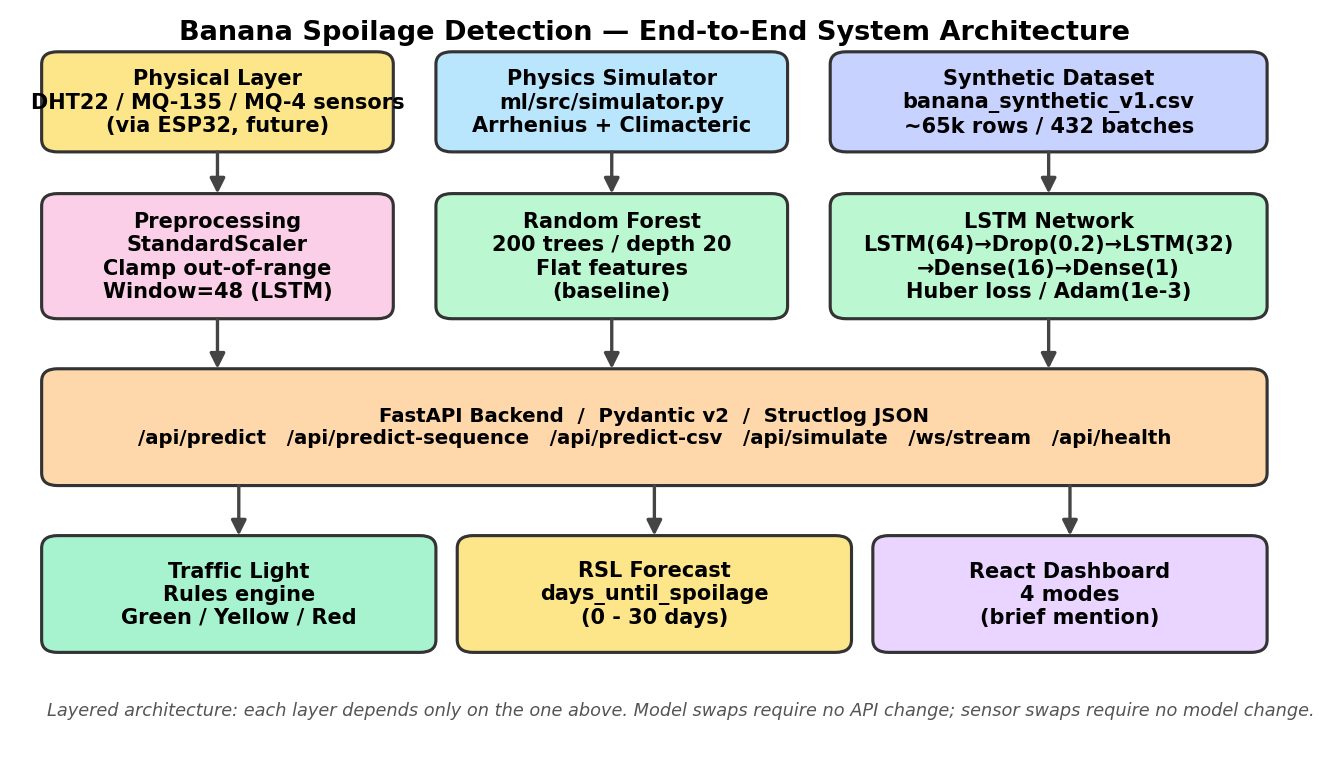 Banana Spoilage Detection — End-to-End System Architecture
Physical Layer
DHT22 / MQ-135 / MQ-4 sensors
(via ESP32, future)
Physics Simulator
ml/src/simulator.py
Arrhenius + Climacteric
Synthetic Dataset
banana_synthetic_v1.csv
~65k rows / 432 batches
Preprocessing
StandardScaler
Clamp out-of-range
Window=48 (LSTM)
Random Forest
200 trees / depth 20
Flat features
(baseline)
LSTM Network
LSTM(64)→Drop(0.2)→LSTM(32)
→Dense(16)→Dense(1)
Huber loss / Adam(1e-3)
FastAPI Backend / Pydantic v2 / Structlog JSON
/api/predict /api/predict-sequence /api/predict-csv /api/simulate /ws/stream /api/health
Traffic Light
Rules engine
Green / Yellow / Red
RSL Forecast
days_until_spoilage
(0 - 30 days)
React Dashboard
4 modes
(brief mention)
Layered architecture: each layer depends only on the one above. Model swaps require no API change; sensor swaps require no model change.